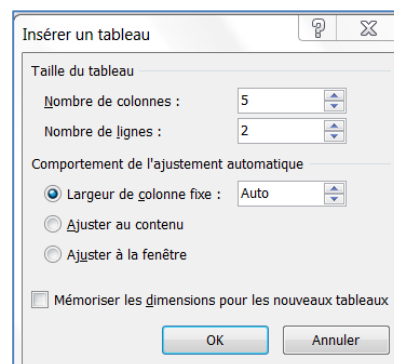 Insérer un tableau
Taille du tableau
Nombre de colonnes : 5
Nombre de lignes : 2
Comportement de l'ajustement automatique
Largeur de colonne fixe : Auto
Ajuster au contenu
Ajuster à la fenêtre
Mémoriser les dimensions pour les nouveaux tableaux
OK Annuler